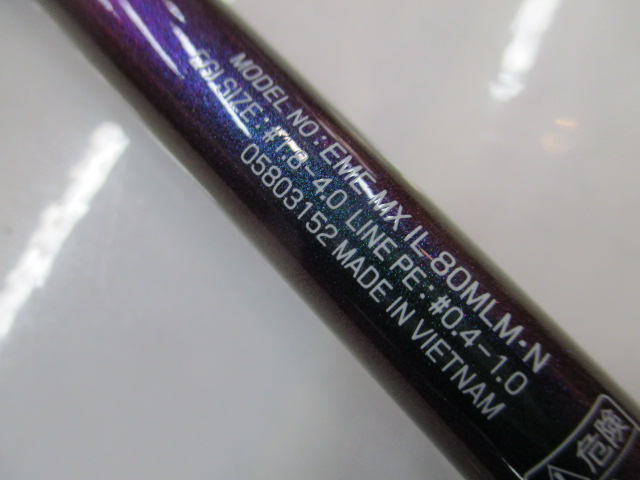 MODEL NO : EME MX IL 80MLM-N
EGI SIZE : #1.8-4.0 LINE PE : #0.4-1.0
05803152 MADE IN VIETNAM
危険